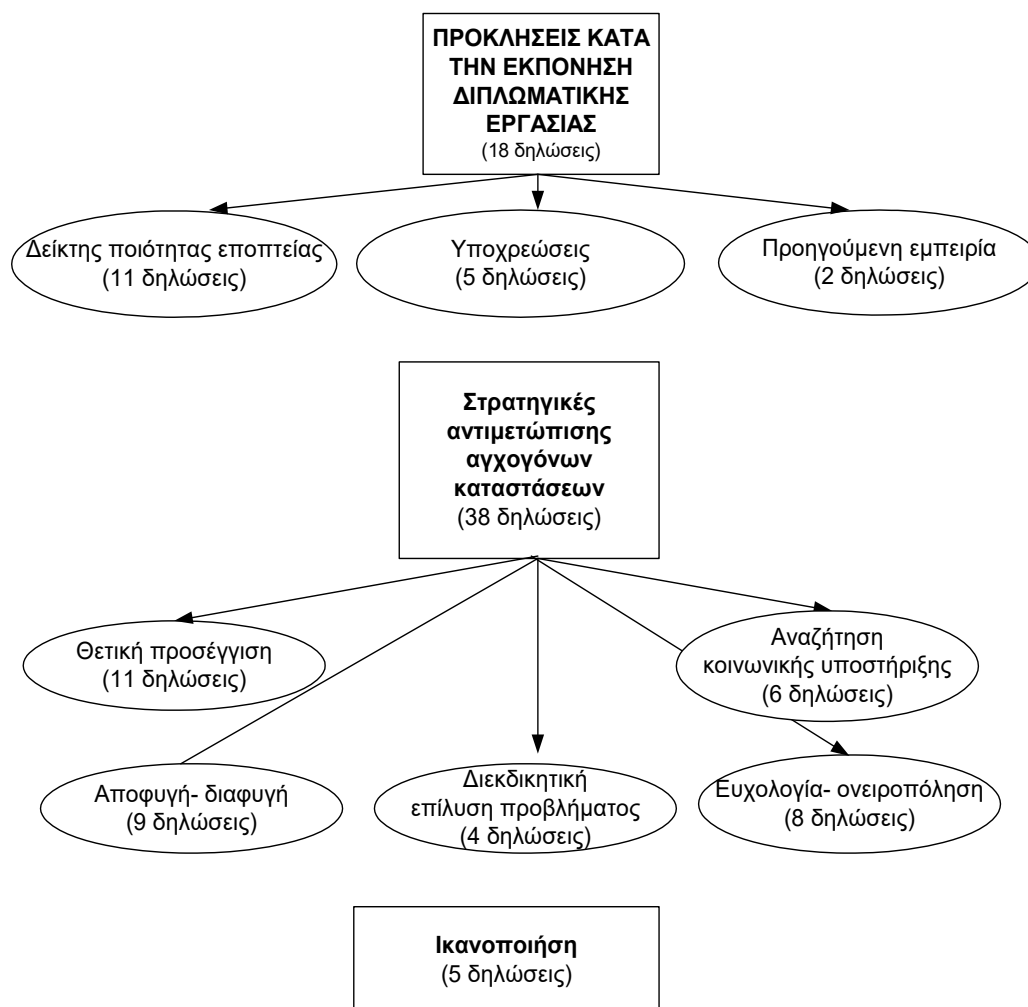 ΠΡΟΚΛΗΣΕΙΣ ΚΑΤΑ
ΤΗΝ ΕΚΠΟΝΗΣΗ
ΔΙΠΛΩΜΑΤΙΚΗΣ
ΕΡΓΑΣΙΑΣ
(18 δηλώσεις)
Δείκτης ποιότητας εποπτείας
(11 δηλώσεις)
Υποχρεώσεις
(5 δηλώσεις)
Προηγούμενη εμπειρία
(2 δηλώσεις)
Στρατηγικές
αντιμετώπισης
αγχογόνων
καταστάσεων
(38 δηλώσεις)
Θετική προσέγγιση
(11 δηλώσεις)
Αναζήτηση
κοινωνικής υποστήριξης
(6 δηλώσεις)
Αποφυγή- διαφυγή
(9 δηλώσεις)
Διεκδικητική
επίλυση προβλήματος
(4 δηλώσεις)
Ευχολογία- ονειροπόληση
(8 δηλώσεις)
Ικανοποιήση
(5 δηλώσεις)